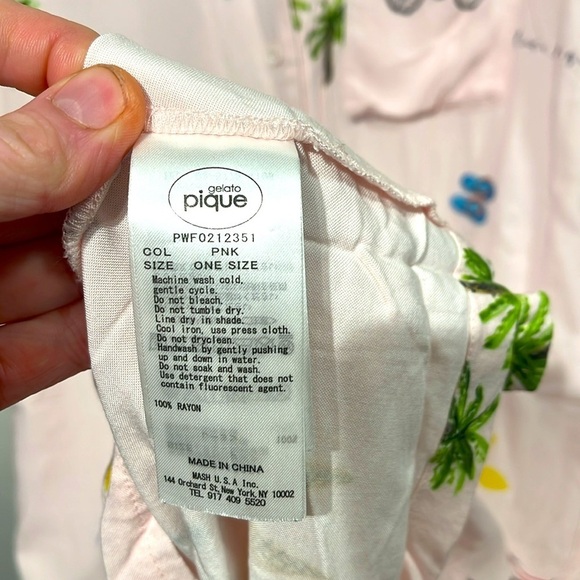 gelato
pique
PWFO212351
COL PNK
SIZE ONE SIZE
Machine wash cold,
gentle cycle.
Do not bleach.
Do not tumble dry.
Line dry in shade.
Cool iron, use press cloth.
Do not dryclean.
Handwash by gently pushing
up and down in water.
Do not soak and wash.
Use detergent that does not
contain fluorescent agent.
100% RAYON
MADE IN CHINA
MASH U.S.A Inc.
144 Orchard St,New York,NY 10002
TEL 917 409 5520